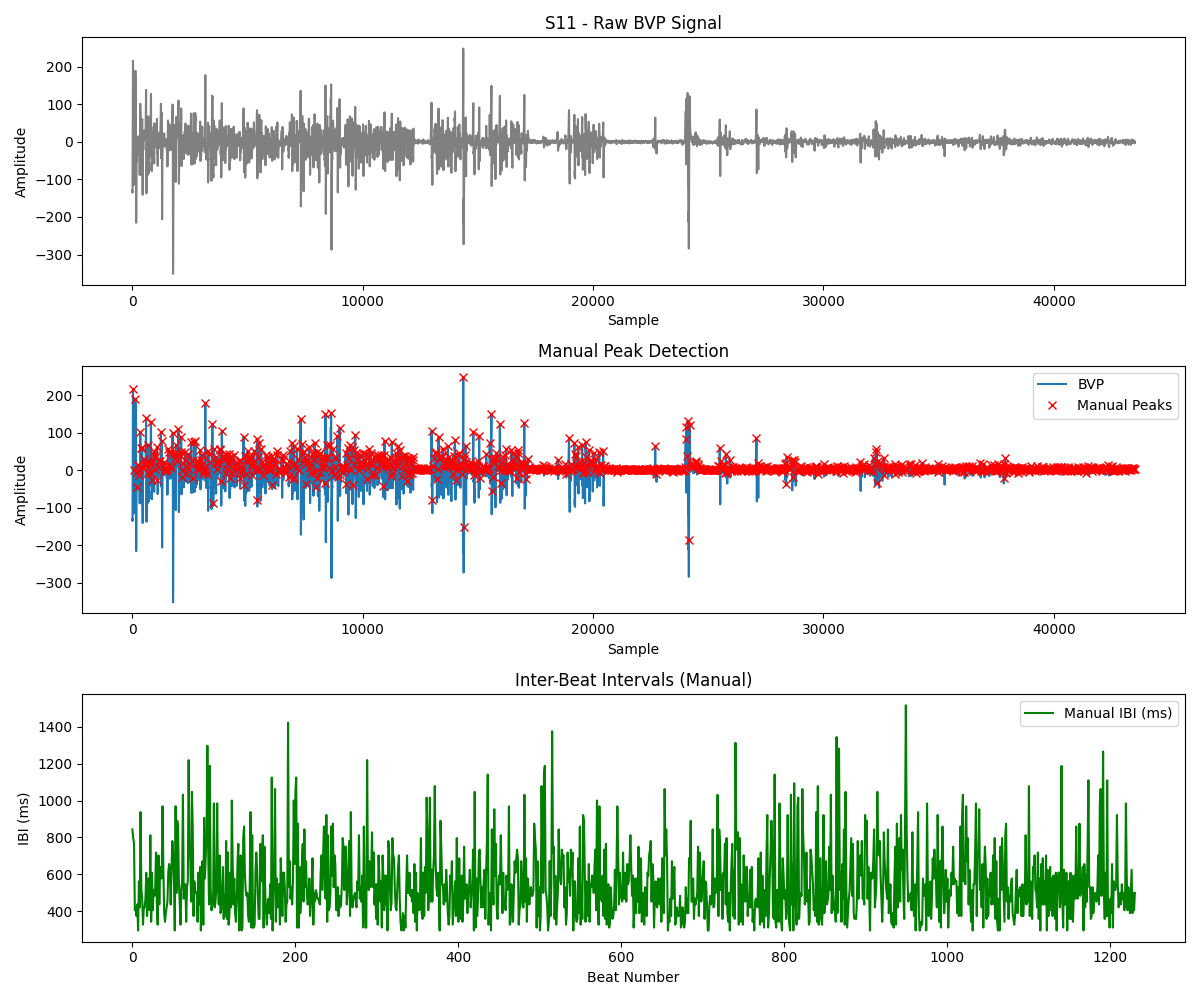 S11 - Raw BVP Signal
200
100
0
−100
−200
−300
Amplitude
0 10000 20000 30000 40000
Sample
Manual Peak Detection
BVP
Manual Peaks
200
100
0
−100
−200
−300
Amplitude
0 10000 20000 30000 40000
Sample
Inter-Beat Intervals (Manual)
Manual IBI (ms)
1400
1200
1000
800
600
400
IBI (ms)
0 200 400 600 800 1000 1200
Beat Number